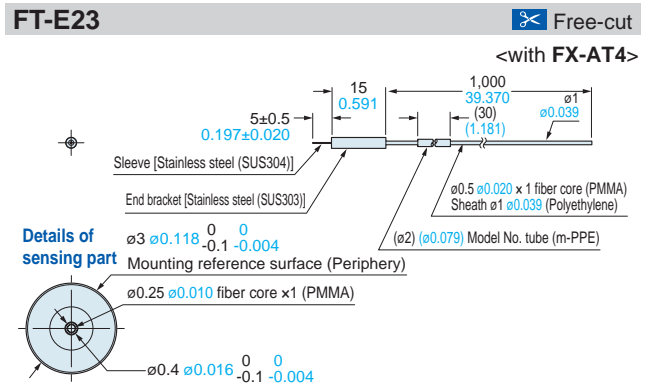 FT-E23
Free-cut
<with FX-AT4>
15
0.591
1,000
39.370
ø1
ø0.039
5±0.5
0.197±0.020
(30)
(1.181)
Sleeve [Stainless steel (SUS304)]
End bracket [Stainless steel (SUS303)]
ø0.5 ø0.020 × 1 fiber core (PMMA)
Sheath ø1 ø0.039 (Polyethylene)
(ø2) (ø0.079) Model No. tube (m-PPE)
Details of
sensing part
ø3 ø0.118 0 -0.1 0 -0.004
Mounting reference surface (Periphery)
ø0.25 ø0.010 fiber core ×1 (PMMA)
ø0.4 ø0.016 0 -0.1 0 -0.004